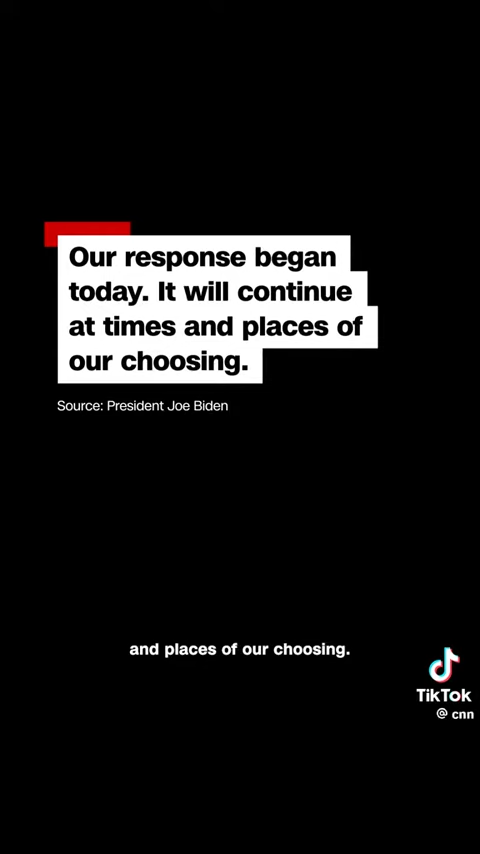 Our response began
today. It will continue
at times and places of
our choosing.
Source: President Joe Biden
and places of our choosing.
TikTok
@ cnn